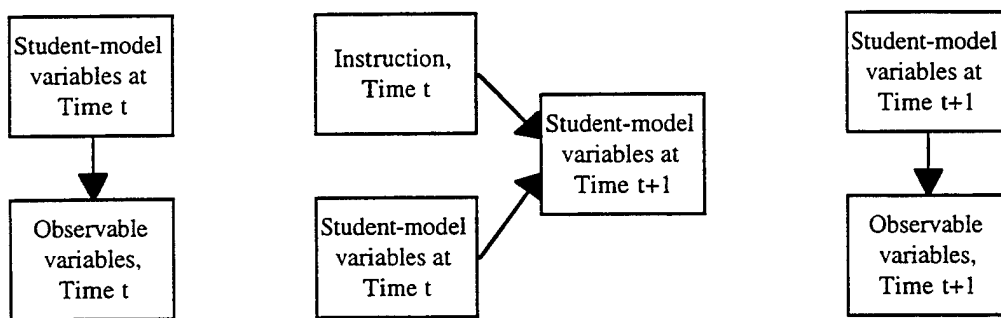 Student-model
variables at
Time t
Observable
variables,
Time t
Instruction,
Time t
Student-model
variables at
Time t
Student-model
variables at
Time t+1
Student-model
variables at
Time t+1
Observable
variables,
Time t+1